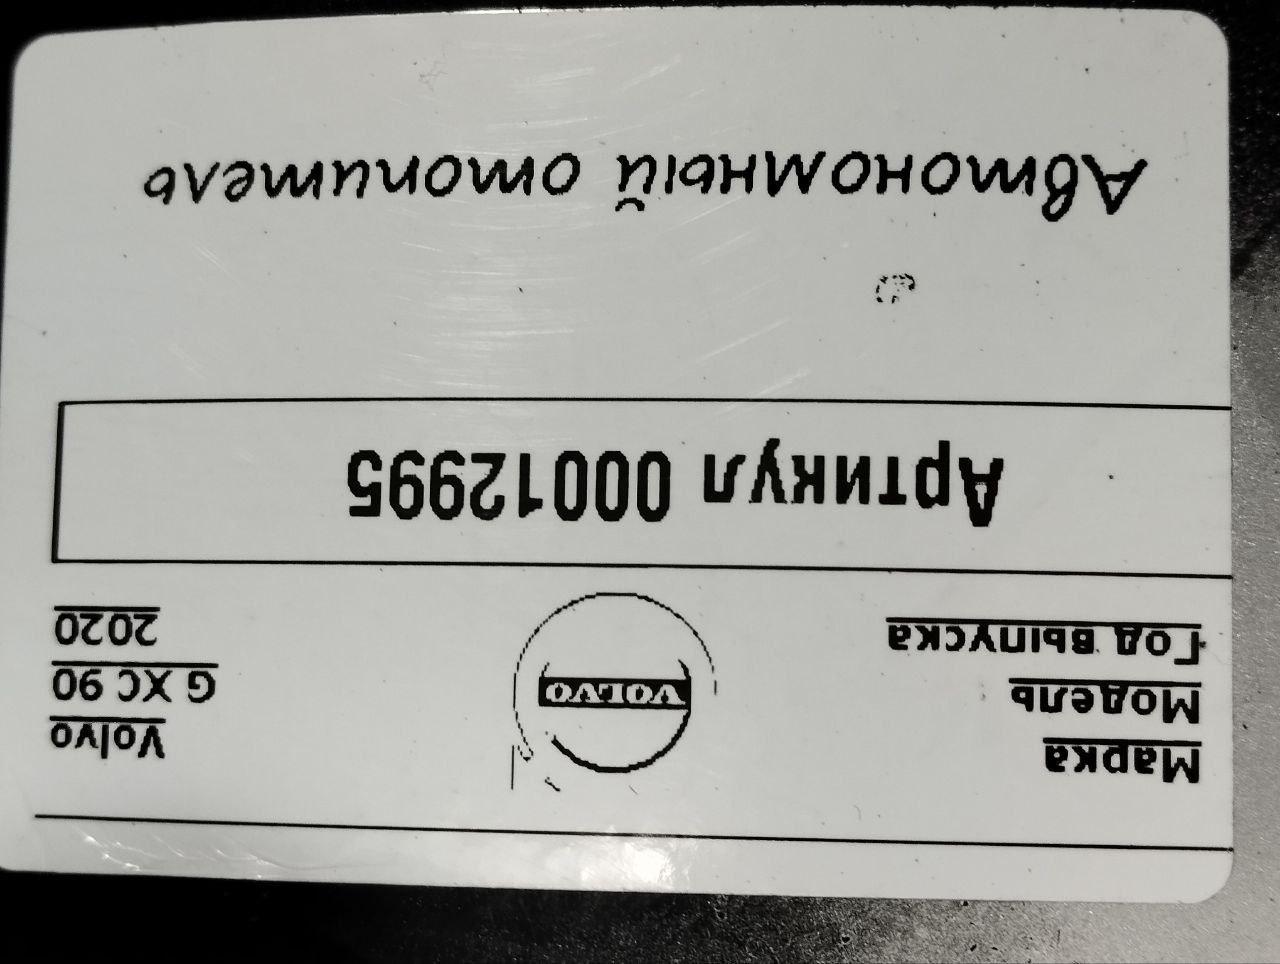 Марка Volvo
Модель G XC 90
VOLVO
Год выпуска 2020
Артикул 00012995
Автономный отопитель